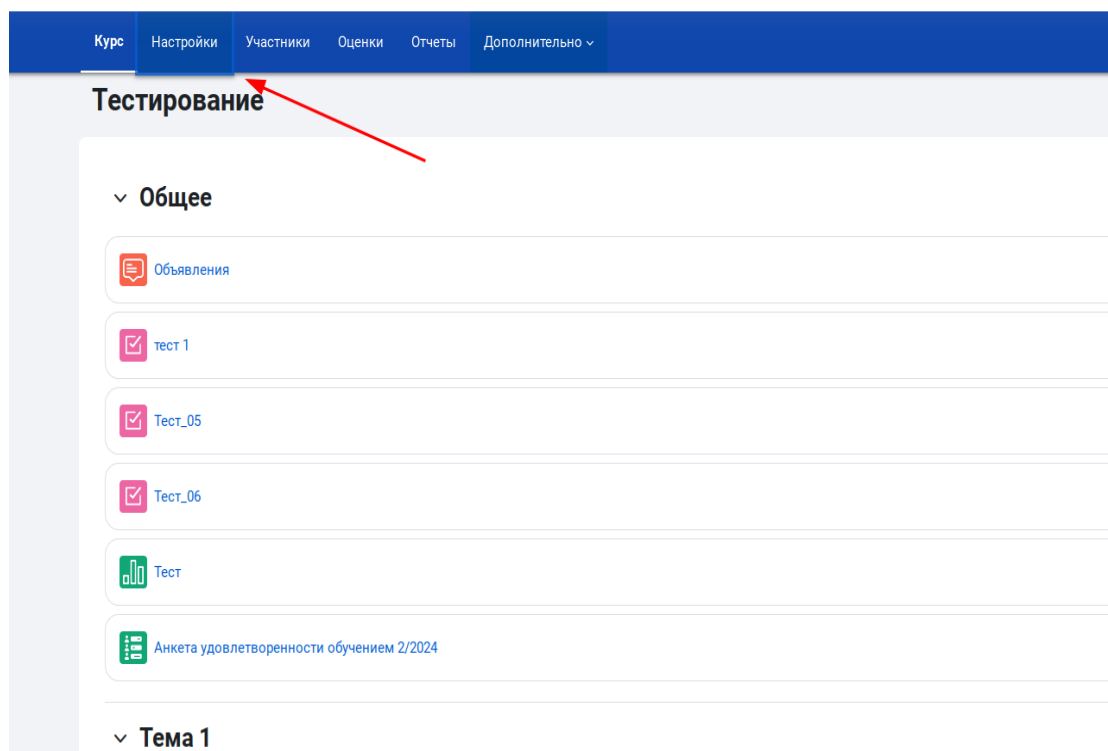 Курс Настройки Участники Оценки Отчеты Дополнительно
Тестирование
Общее
Объявления
тест 1
Тест_05
Тест_06
Тест
Анкета удовлетворенности обучением 2/2024
Тема 1